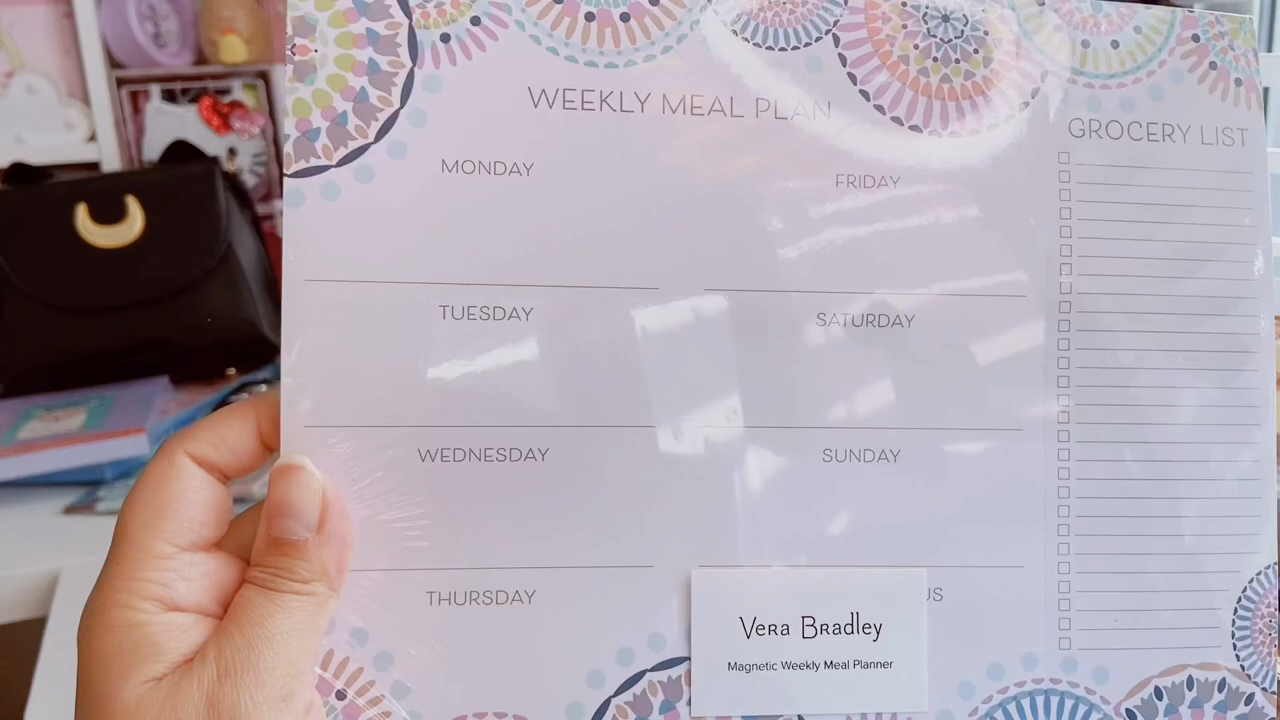 WEEKLY MEAL PLAN
MONDAY
TUESDAY
WEDNESDAY
THURSDAY
FRIDAY
SATURDAY
SUNDAY
GROCERY LIST
Vera Bradley
Magnetic Weekly Meal Planner